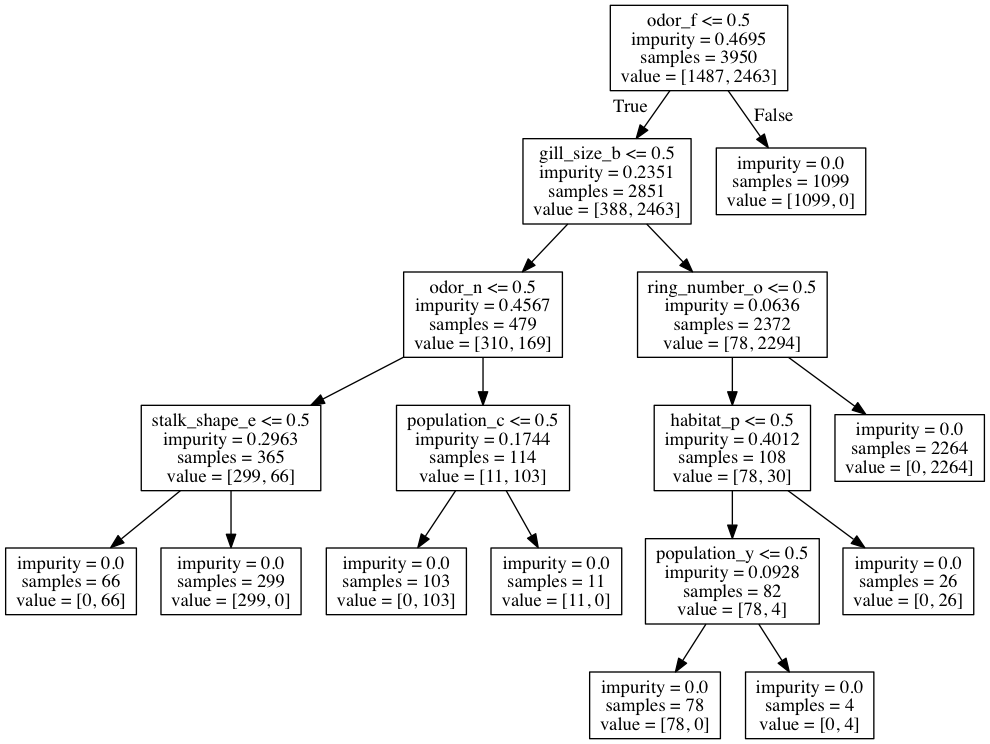 odor_f <= 0.5
impurity = 0.4695
samples = 3950
value = [1487, 2463]
True
False
gill_size_b <= 0.5
impurity = 0.2351
samples = 2851
value = [388, 2463]
impurity = 0.0
samples = 1099
value = [1099, 0]
odor_n <= 0.5
impurity = 0.4567
samples = 479
value = [310, 169]
ring_number_o <= 0.5
impurity = 0.0636
samples = 2372
value = [78, 2294]
stalk_shape_e <= 0.5
impurity = 0.2963
samples = 365
value = [299, 66]
population_c <= 0.5
impurity = 0.1744
samples = 114
value = [11, 103]
habitat_p <= 0.5
impurity = 0.4012
samples = 108
value = [78, 30]
impurity = 0.0
samples = 2264
value = [0, 2264]
impurity = 0.0
samples = 66
value = [0, 66]
impurity = 0.0
samples = 299
value = [299, 0]
impurity = 0.0
samples = 103
value = [0, 103]
impurity = 0.0
samples = 11
value = [11, 0]
population_y <= 0.5
impurity = 0.0928
samples = 82
value = [78, 4]
impurity = 0.0
samples = 26
value = [0, 26]
impurity = 0.0
samples = 78
value = [78, 0]
impurity = 0.0
samples = 4
value = [0, 4]